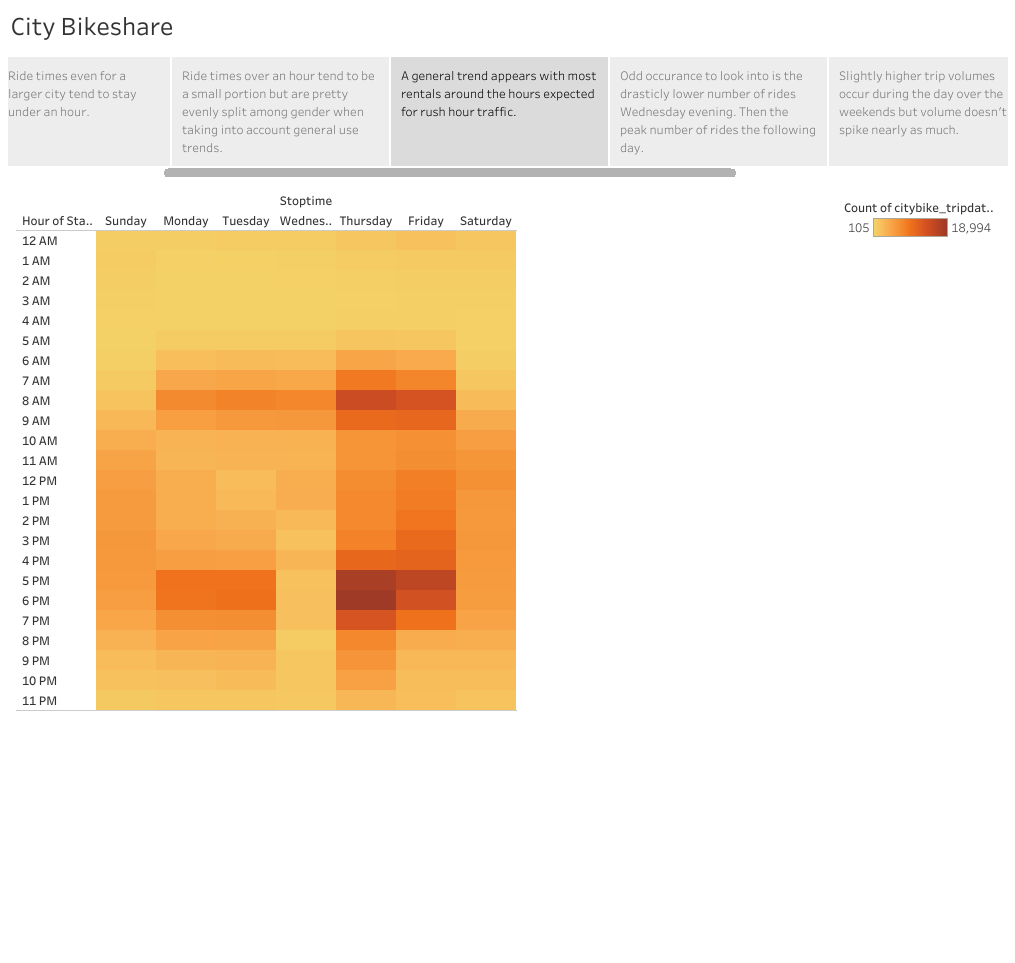 City Bikeshare
Ride times even for a
larger city tend to stay
under an hour.
Ride times over an hour tend to be
a small portion but are pretty
evenly split among gender when
taking into account general use
trends.
A general trend appears with most
rentals around the hours expected
for rush hour traffic.
Odd occurance to look into is the
drasticly lower number of rides
Wednesday evening. Then the
peak number of rides the following
day.
Slightly higher trip volumes
occur during the day over the
weekends but volume doesn't
spike nearly as much.
Stoptime
Hour of Sta.. Sunday Monday Tuesday Wednes.. Thursday Friday Saturday
12 AM
1 AM
2 AM
3 AM
4 AM
5 AM
6 AM
7 AM
8 AM
9 AM
10 AM
11 AM
12 PM
1 PM
2 PM
3 PM
4 PM
5 PM
6 PM
7 PM
8 PM
9 PM
10 PM
11 PM
Count of citybike_tripdat..
105 18,994